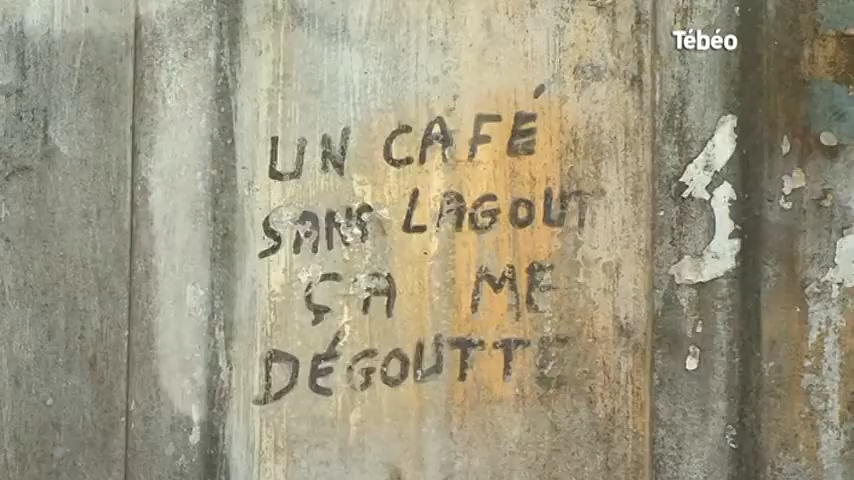 Tébéo
UN CAFÉ
SANS LAGOUT
ÇA ME
DÉGOUTTE